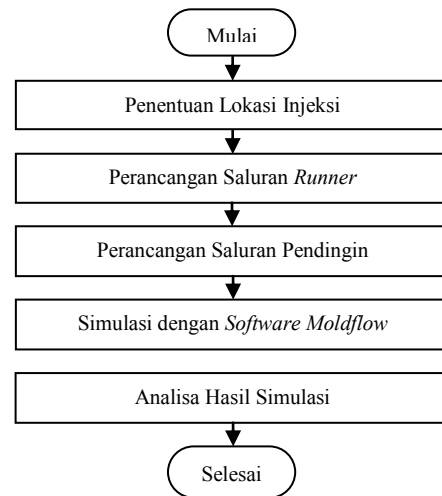 Mulai
Penentuan Lokasi Injeksi
Perancangan Saluran Runner
Perancangan Saluran Pendingin
Simulasi dengan Software Moldflow
Analisa Hasil Simulasi
Selesai